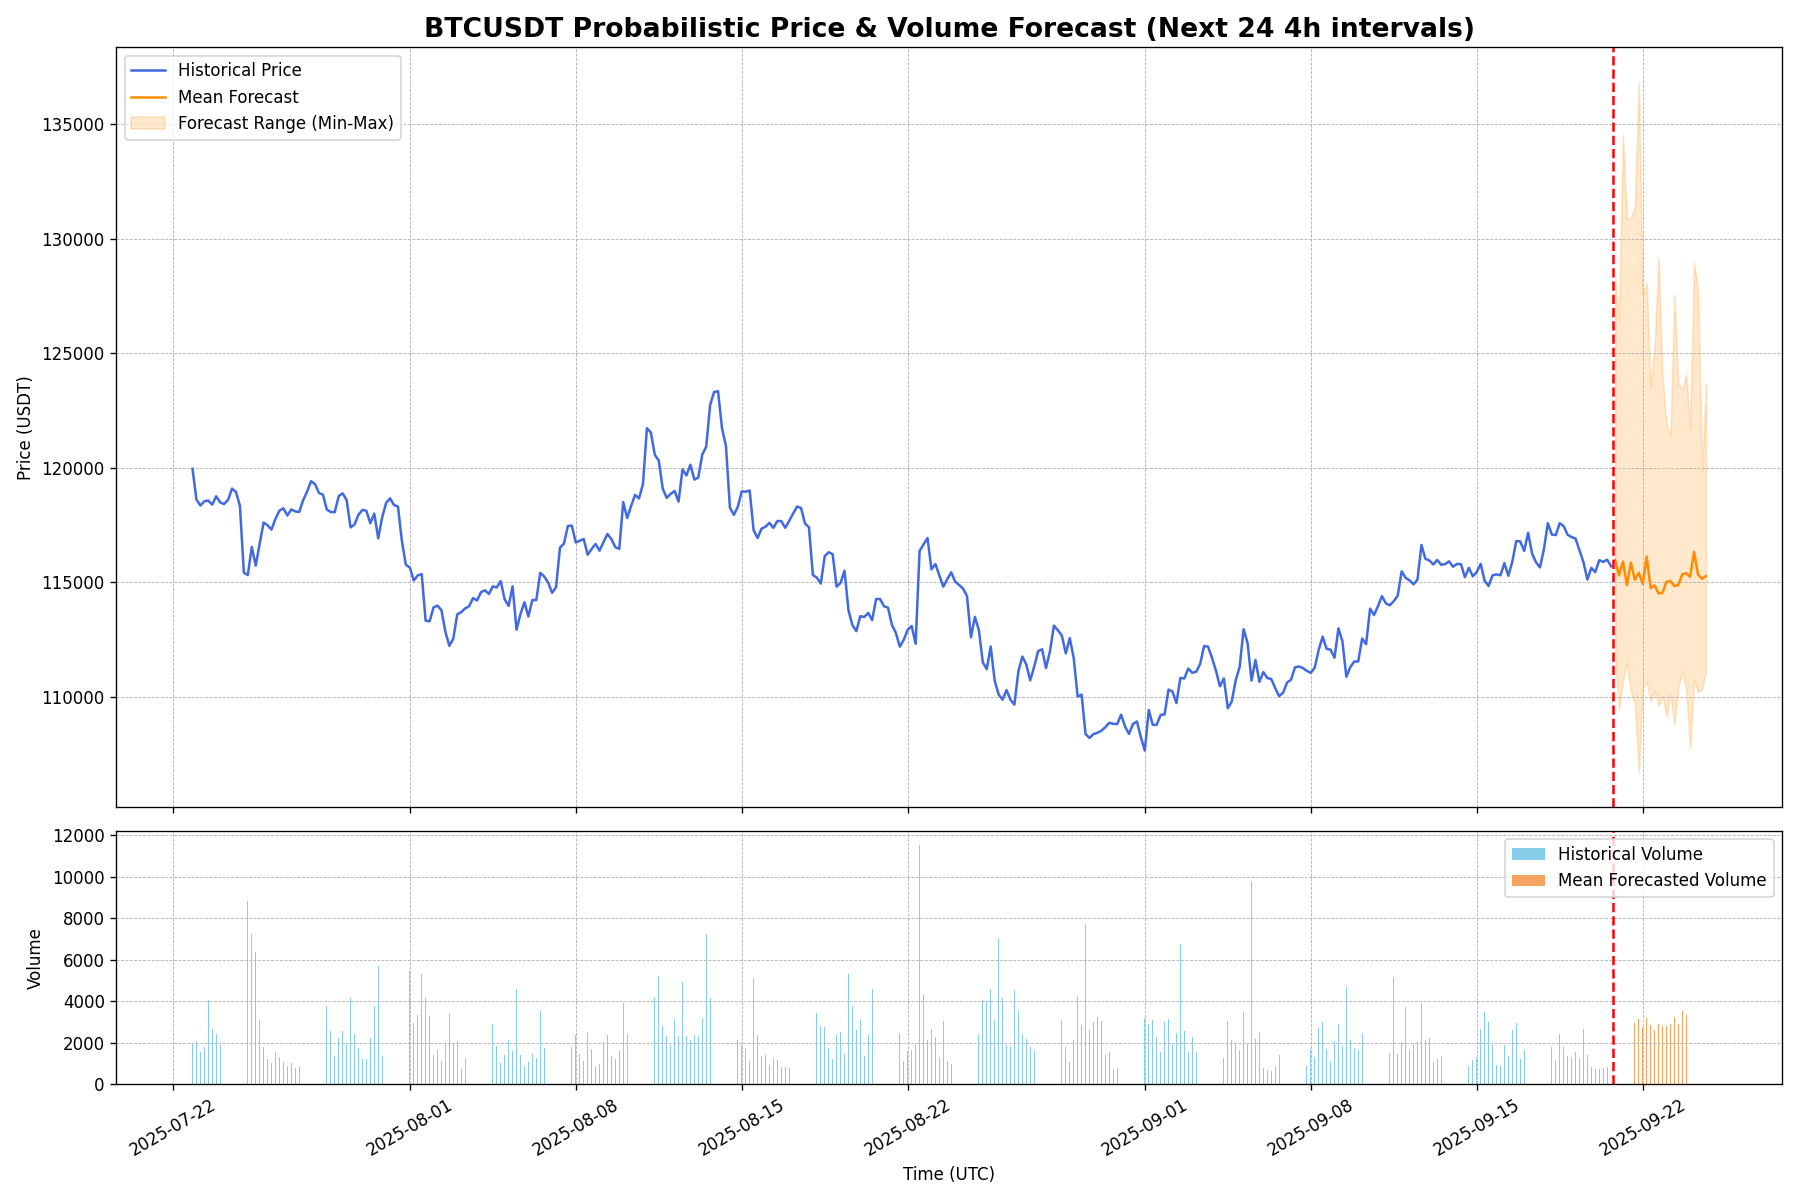 BTCUSDT Probabilistic Price & Volume Forecast (Next 24 4h intervals)
Historical Price
Mean Forecast
Forecast Range (Min-Max)
135000
130000
125000
120000
115000
110000
Price (USDT)
12000
10000
8000
6000
4000
2000
0
Volume
Historical Volume
Mean Forecasted Volume
2025-07-22
2025-08-01
2025-08-08
2025-08-15
2025-08-22
2025-09-01
2025-09-08
2025-09-15
2025-09-22
Time (UTC)